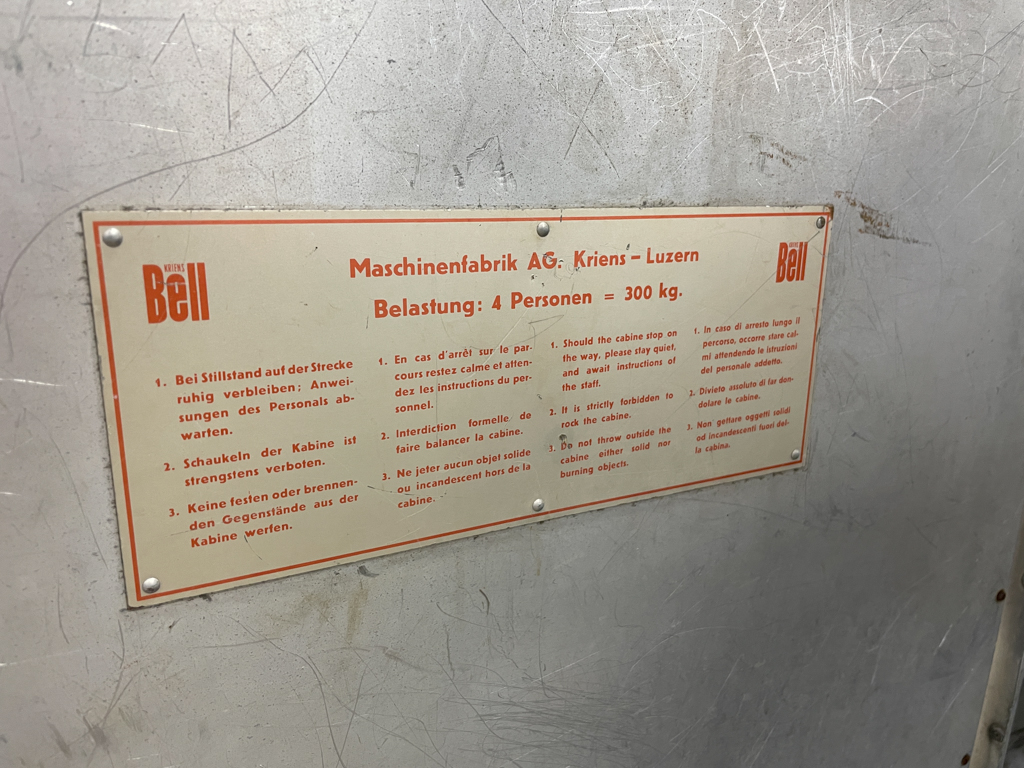 KRIENS
Bell
Maschinenfabrik AG. Kriens – Luzern
Belastung: 4 Personen = 300 kg.
KRIENS
Bell
1. Bei Stillstand auf der Strecke
ruhig verbleiben; Anwei-
sungen des Personals ab-
warten.
2. Schaukeln der Kabine ist
strengstens verboten.
3. Keine festen oder brennen-
den Gegenstände aus der
Kabine werfen.
1. En cas d'arrêt sur le par-
cours restez calme et atten-
dez les instructions du per-
sonnel.
2. Interdiction formelle de
faire balancer la cabine.
3. Ne jeter aucun objet solide
ou incandescent hors de la
cabine.
1. Should the cabine stop on
the way, please stay quiet,
and await instructions of
the staff.
2. It is strictly forbidden to
rock the cabine.
3. Do not throw outside the
cabine either solid nor
burning objects.
1. In caso di arresto lungo il
percorso, occorre stare cal-
mi attendendo le istruzioni
del personale addetto.
2. Divieto assoluto di far don-
dolare le cabine.
3. Non gettare oggetti solidi
od incandescenti fuori del-
la cabina.